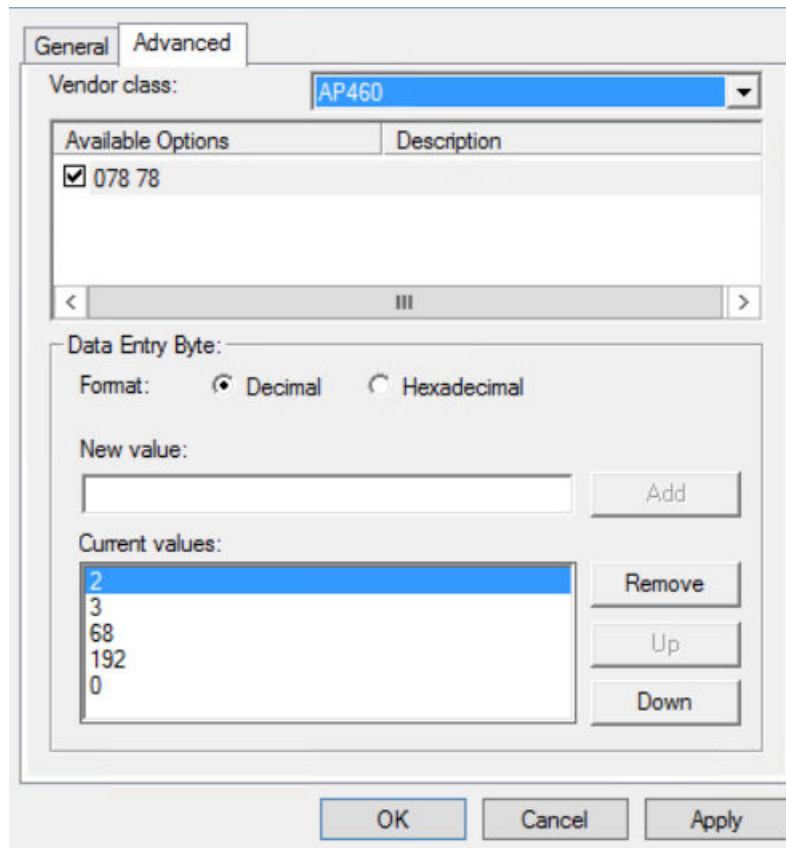 General Advanced
Vendor class: AP460
Available Options Description
078 78
Data Entry Byte:
Format: Decimal Hexadecimal
New value:
Add
Current values:
2
Remove
3
68
Up
192
0
Down
OK Cancel Apply